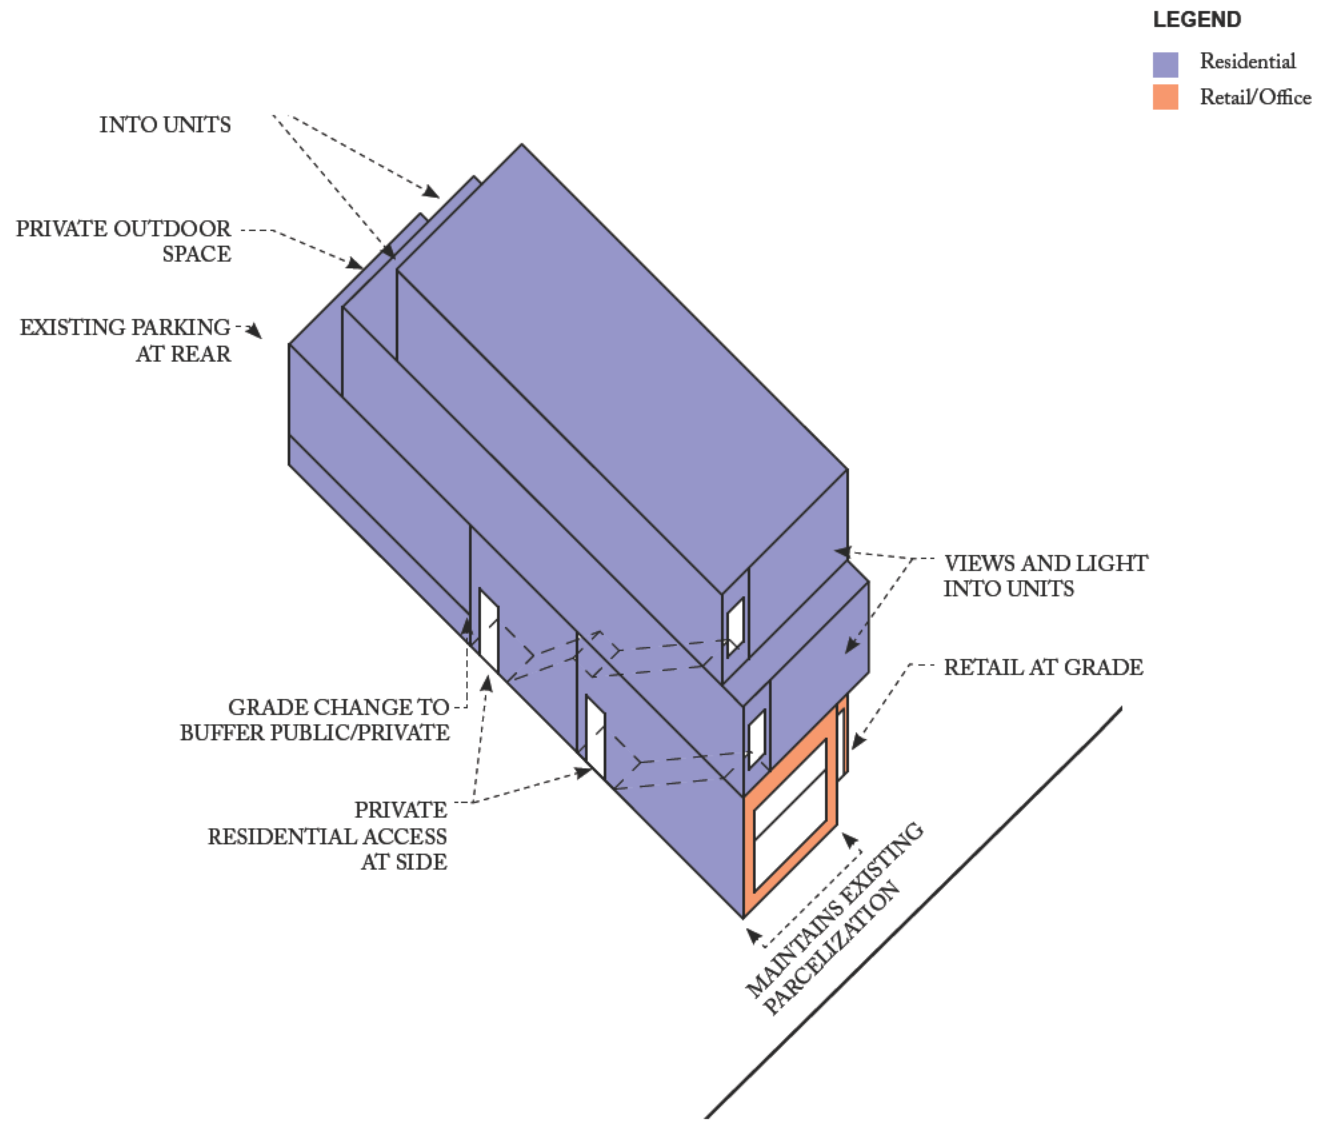 LEGEND
Residential
Retail/Office
INTO UNITS
PRIVATE OUTDOOR
SPACE
EXISTING PARKING
AT REAR
VIEWS AND LIGHT
INTO UNITS
RETAIL AT GRADE
GRADE CHANGE TO
BUFFER PUBLIC/PRIVATE
PRIVATE
RESIDENTIAL ACCESS
AT SIDE
MAINTAINS EXISTING
PARCELIZATION